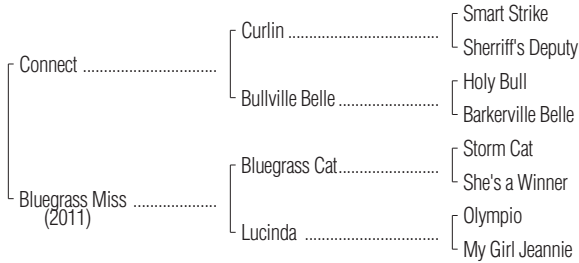 Smart Strike
Curlin
Sherriff's Deputy
Connect
Holy Bull
Bullville Belle
Barkerville Belle
Storm Cat
Bluegrass Cat
She's a Winner
Bluegrass Miss
(2011)
Olympio
Lucinda
My Girl Jeannie